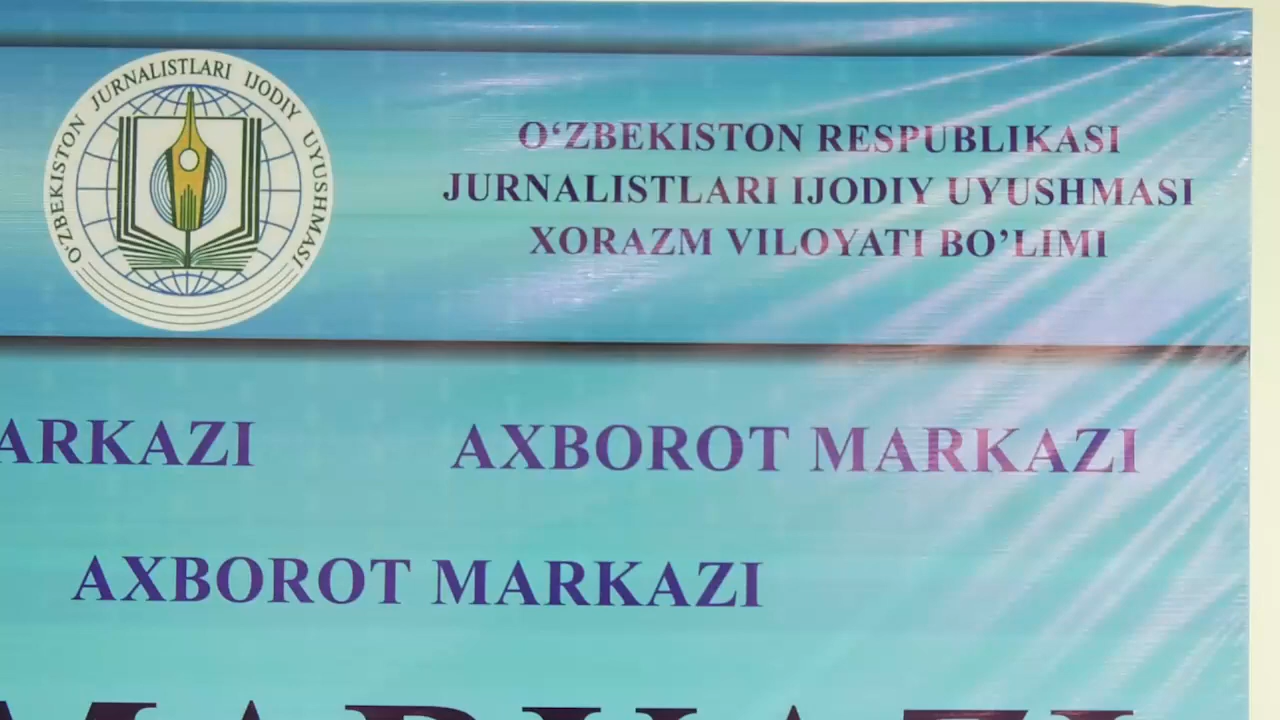 O'ZBEKISTON JURNALISTLARI IJODIY UYUSHMASI
O‘ZBEKISTON RESPUBLIKASI
JURNALISTLARI IJODIY UYUSHMASI
XORAZM VILOYATI BO’LIMI
ARKAZI AXBOROT MARKAZI
AXBOROT MARKAZI